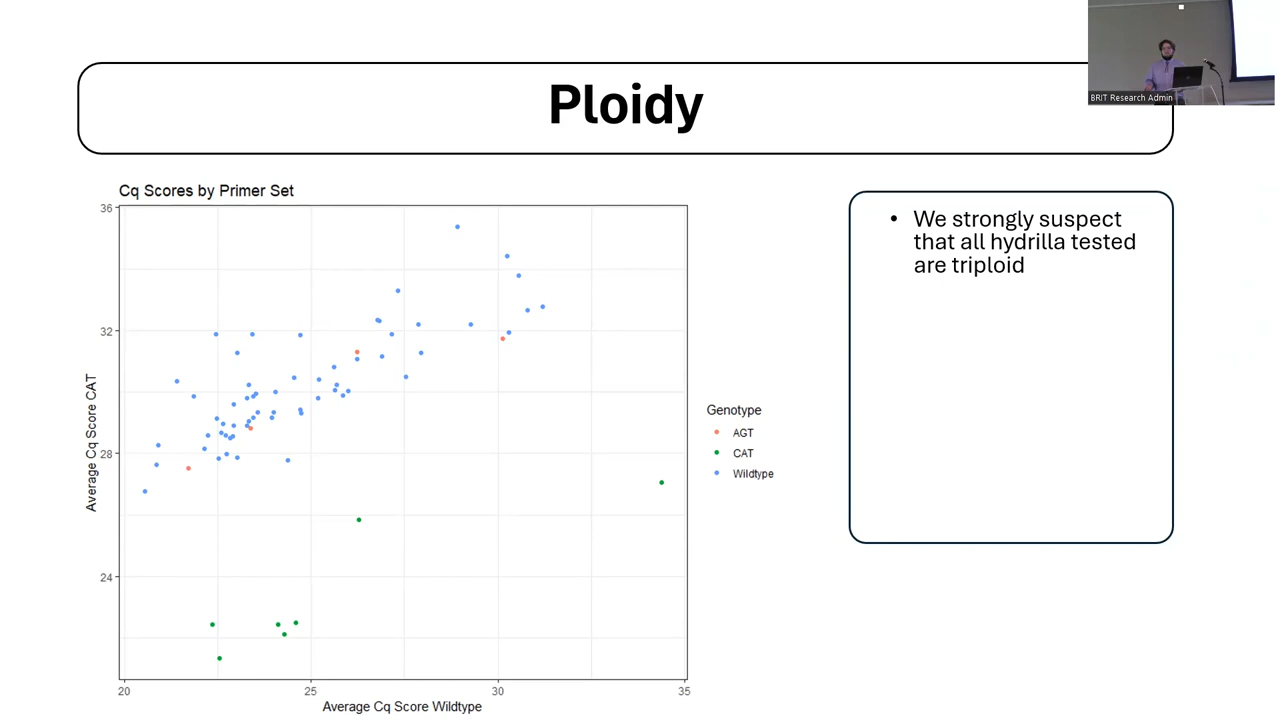 BRIT Research Admin
Ploidy
Cq Scores by Primer Set
36
32
28
24
Average Cq Score CAT
20
25
30
35
Average Cq Score Wildtype
Genotype
AGT
CAT
Wildtype
• We strongly suspect
that all hydrilla tested
are triploid